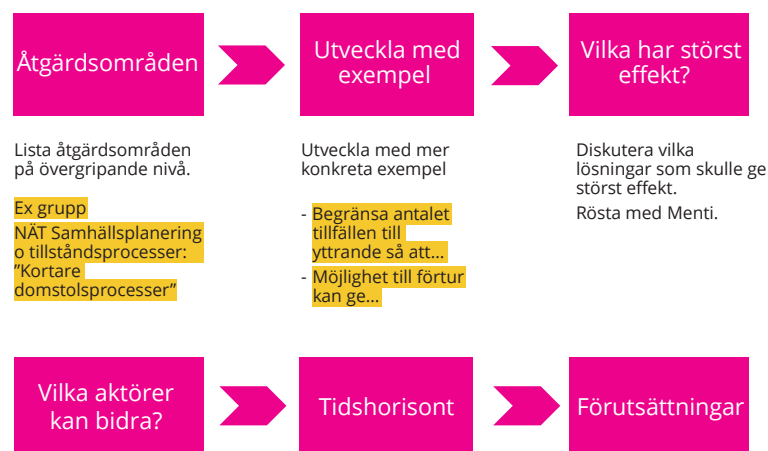 Åtgärdsområden
Utveckla med
exempel
Vilka har störst
effekt?
Lista åtgärdsområden
på övergripande nivå.
Ex grupp
NÄT Samhällsplanering
o tillståndsprocesser:
”Kortare
domstolsprocesser”
Utveckla med mer
konkreta exempel
- Begränsa antalet
tillfällen till
yttrande så att…
- Möjlighet till förtur
kan ge…
Diskutera vilka
lösningar som skulle ge
störst effekt.
Rösta med Menti.
Vilka aktörer
kan bidra?
Tidshorisont
Förutsättningar